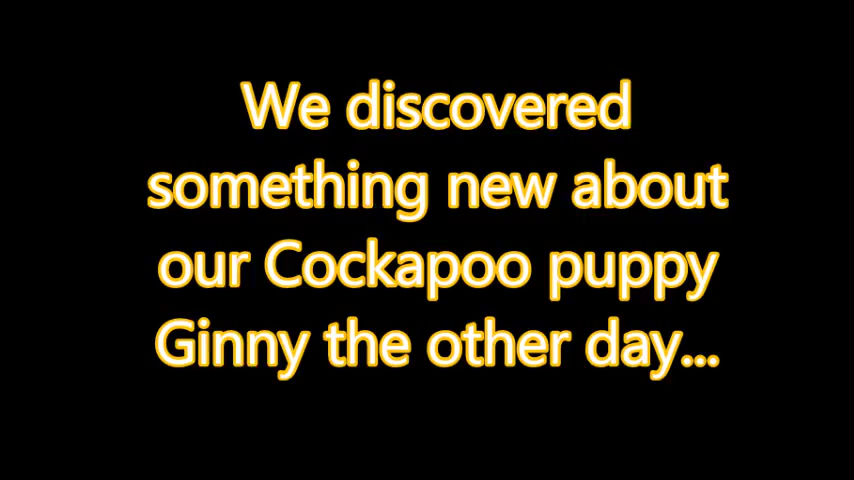 We discovered
something new about
our Cockapoo puppy
Ginny the other day...